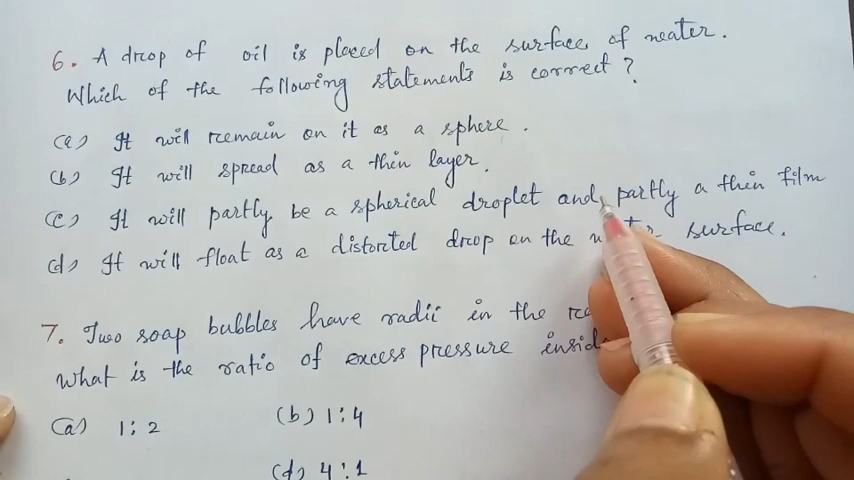 6. A drop of oil is placed on the surface of water.
Which of the following statements is correct?
(a) It will remain on it as a sphere.
(b) It will spread as a thin layer.
(c) It will partly be a spherical droplet and partly a thin film
(d) It will float as a distorted drop on the water surface.
7. Two soap bubbles have radii in the
What is the ratio of excess pressure inside
(a) 1:2
(b) 1:4
(d) 4:1